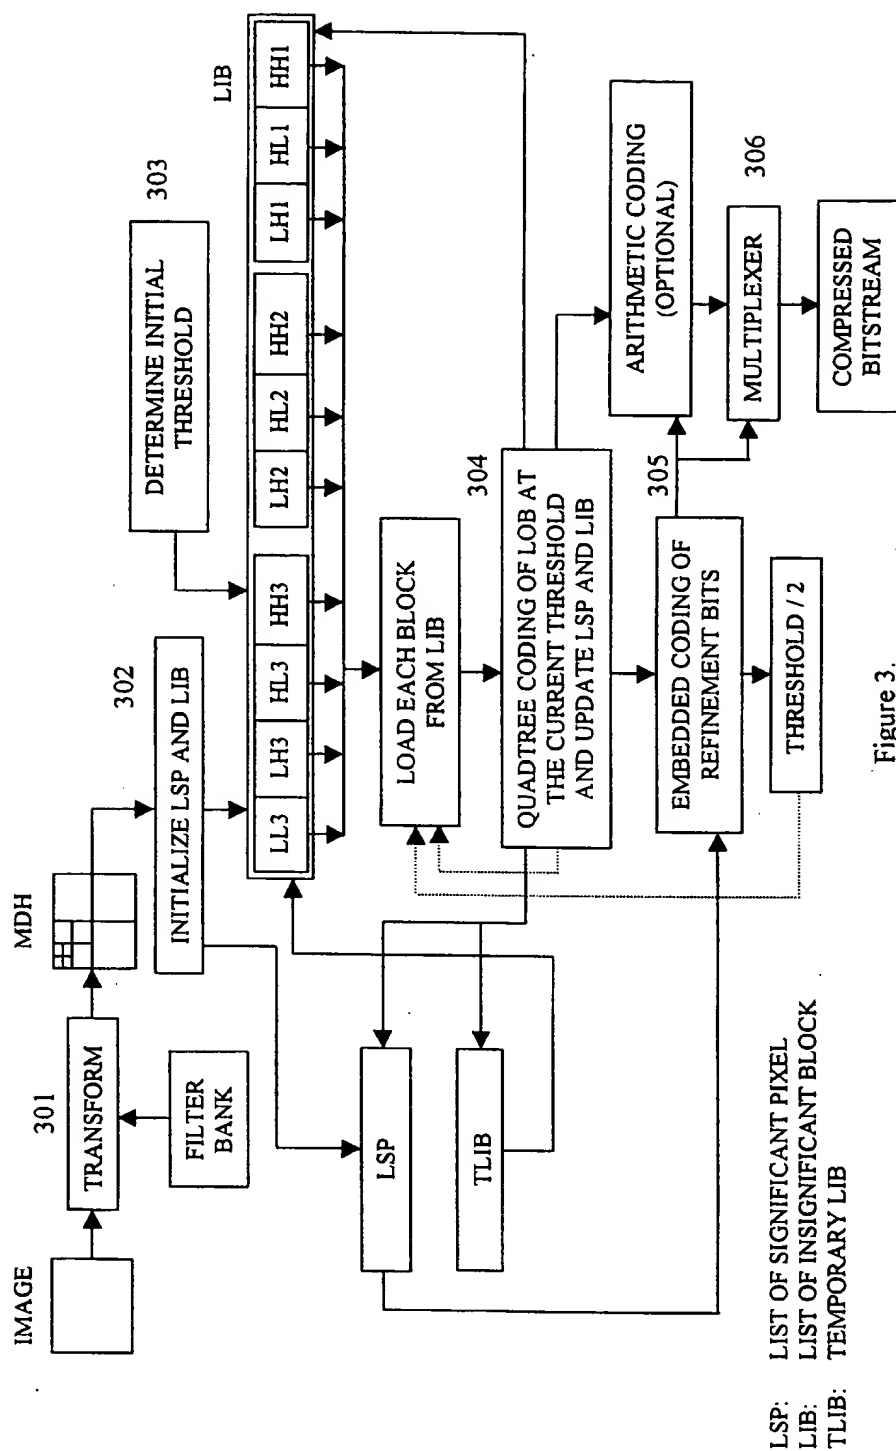 IMAGE
301
TRANSFORM
FILTER
BANK
MDH
302
INITIALIZE LSP AND LIB
303
DETERMINE INITIAL
THRESHOLD
LIB
LL3 LH3 HL3 HH3 LH2 HL2 HH2 LH1 HL1 HH1
LOAD EACH BLOCK
FROM LIB
LSP
TLIB
304
QUADTREE CODING OF LOB AT
THE CURRENT THRESHOLD
AND UPDATE LSP AND LIB
ARITHMETIC CODING
(OPTIONAL)
305
EMBEDDED CODING OF
REFINEMENT BITS
306
MULTIPLEXER
THRESHOLD / 2
COMPRESSED
BITSTREAM
LSP: LIST OF SIGNIFICANT PIXEL
LIB: LIST OF INSIGNIFICANT BLOCK
TLIB: TEMPORARY LIB
Figure 3.